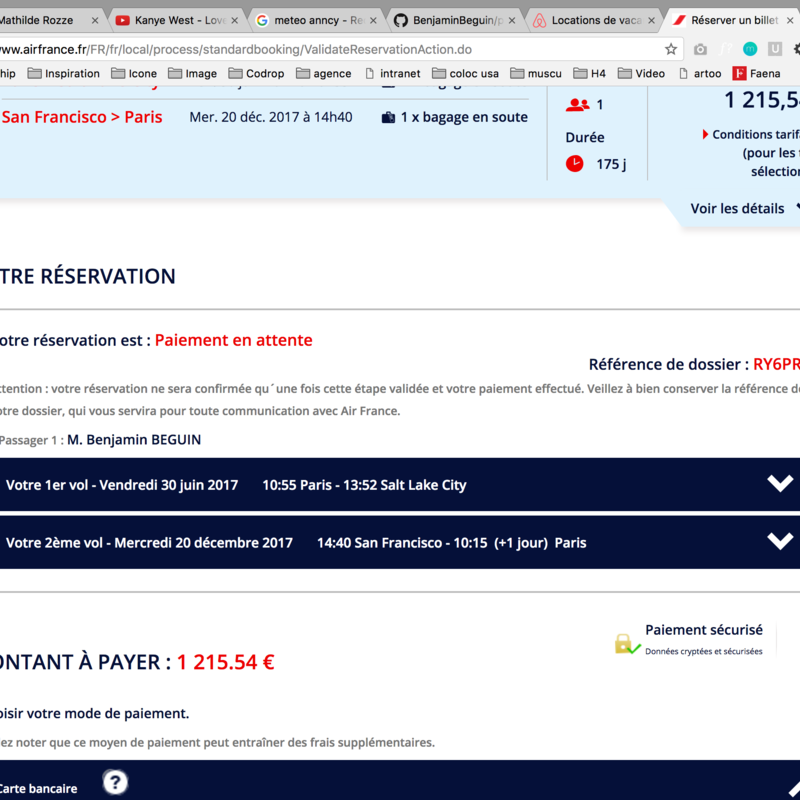 Mathilde Rozze
Kanye West - Love
meteo anncy - Re
BenjaminBeguin/p
Locations de vaca
Réserver un billet
www.airfrance.fr/FR/fr/local/process/standardbooking/ValidateReservationAction.do
hip
Inspiration
Icone
Image
Codrop
agence
intranet
coloc usa
muscu
H4
Video
artoo
Faena
San Francisco > Paris
Mer. 20 déc. 2017 à 14h40
1 x bagage en soute
1
Durée
175 j
1 215,5
Conditions tarifa
(pour les
sélection
Voir les détails
TRE RÉSERVATION
otre réservation est : Paiement en attente
Référence de dossier : RY6PR
ttention : votre réservation ne sera confirmée qu´une fois cette étape validée et votre paiement effectué. Veillez à bien conserver la référence de
otre dossier, qui vous servira pour toute communication avec Air France.
Passager 1 : M. Benjamin BEGUIN
Votre 1er vol - Vendredi 30 juin 2017 10:55 Paris - 13:52 Salt Lake City
Votre 2ème vol - Mercredi 20 décembre 2017 14:40 San Francisco - 10:15 (+1 jour) Paris
Paiement sécurisé
Données cryptées et sécurisées
ONTANT À PAYER : 1 215.54 €
oisir votre mode de paiement.
ez noter que ce moyen de paiement peut entraîner des frais supplémentaires.
Carte bancaire ?